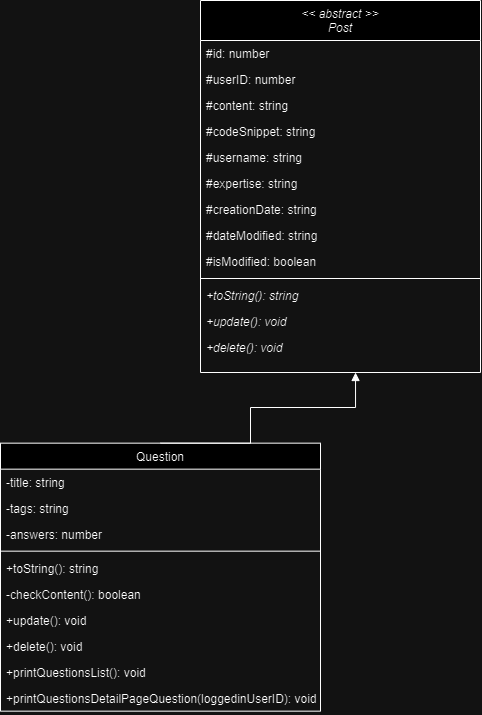 << abstract >>
Post
#id: number
#userID: number
#content: string
#codeSnippet: string
#username: string
#expertise: string
#creationDate: string
#dateModified: string
#isModified: boolean
+toString(): string
+update(): void
+delete(): void
Question
-title: string
-tags: string
-answers: number
+toString(): string
-checkContent(): boolean
+update(): void
+delete(): void
+printQuestionsList(): void
+printQuestionsDetailPageQuestion(loggedinUserID): void